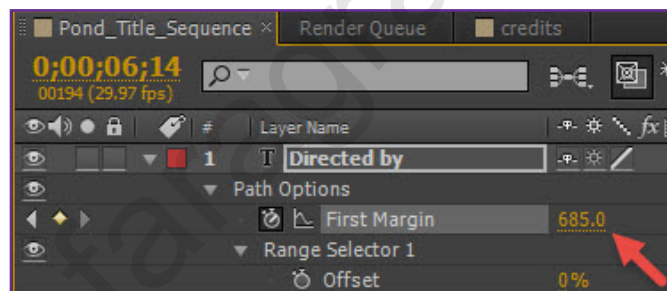 Pond_Title_Sequence × Render Queue credits
0;00;06;14
00194 (29.97 fps)
# Layer Name fx
1 T Directed by
Path Options
First Margin 685.0
Range Selector 1
Offset 0%